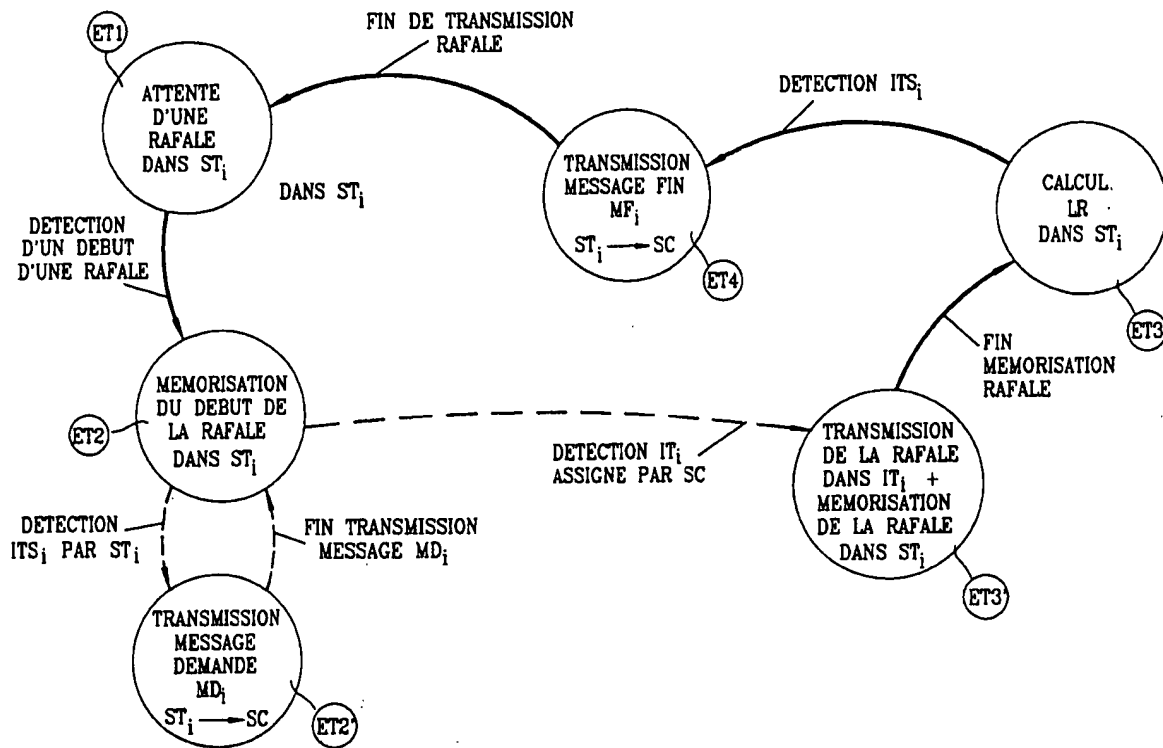 ET1
FIN DE TRANSMISSION
RAFALE
ATTENTE
D'UNE
RAFALE
DANS ST_i
DETECTION ITS_i
TRANSMISSION
MESSAGE FIN
MF_i
ST_i → SC
ET4
CALCUL.
LR
DANS ST_i
ET3
DANS ST_i
DETECTION
D'UN DEBUT
D'UNE RAFALE
MEMORISATION
DU DEBUT DE
LA RAFALE
DANS ST_i
ET2
DETECTION IT_i
ASSIGNE PAR SC
FIN
MEMORISATION
RAFALE
TRANSMISSION
DE LA RAFALE
DANS IT_i +
MEMORISATION
DE LA RAFALE
DANS ST_i
ET3'
DETECTION
ITS_i PAR ST_i
FIN TRANSMISSION
MESSAGE MD_i
TRANSMISSION
MESSAGE
DEMANDE
MD_i
ST_i → SC
ET2'